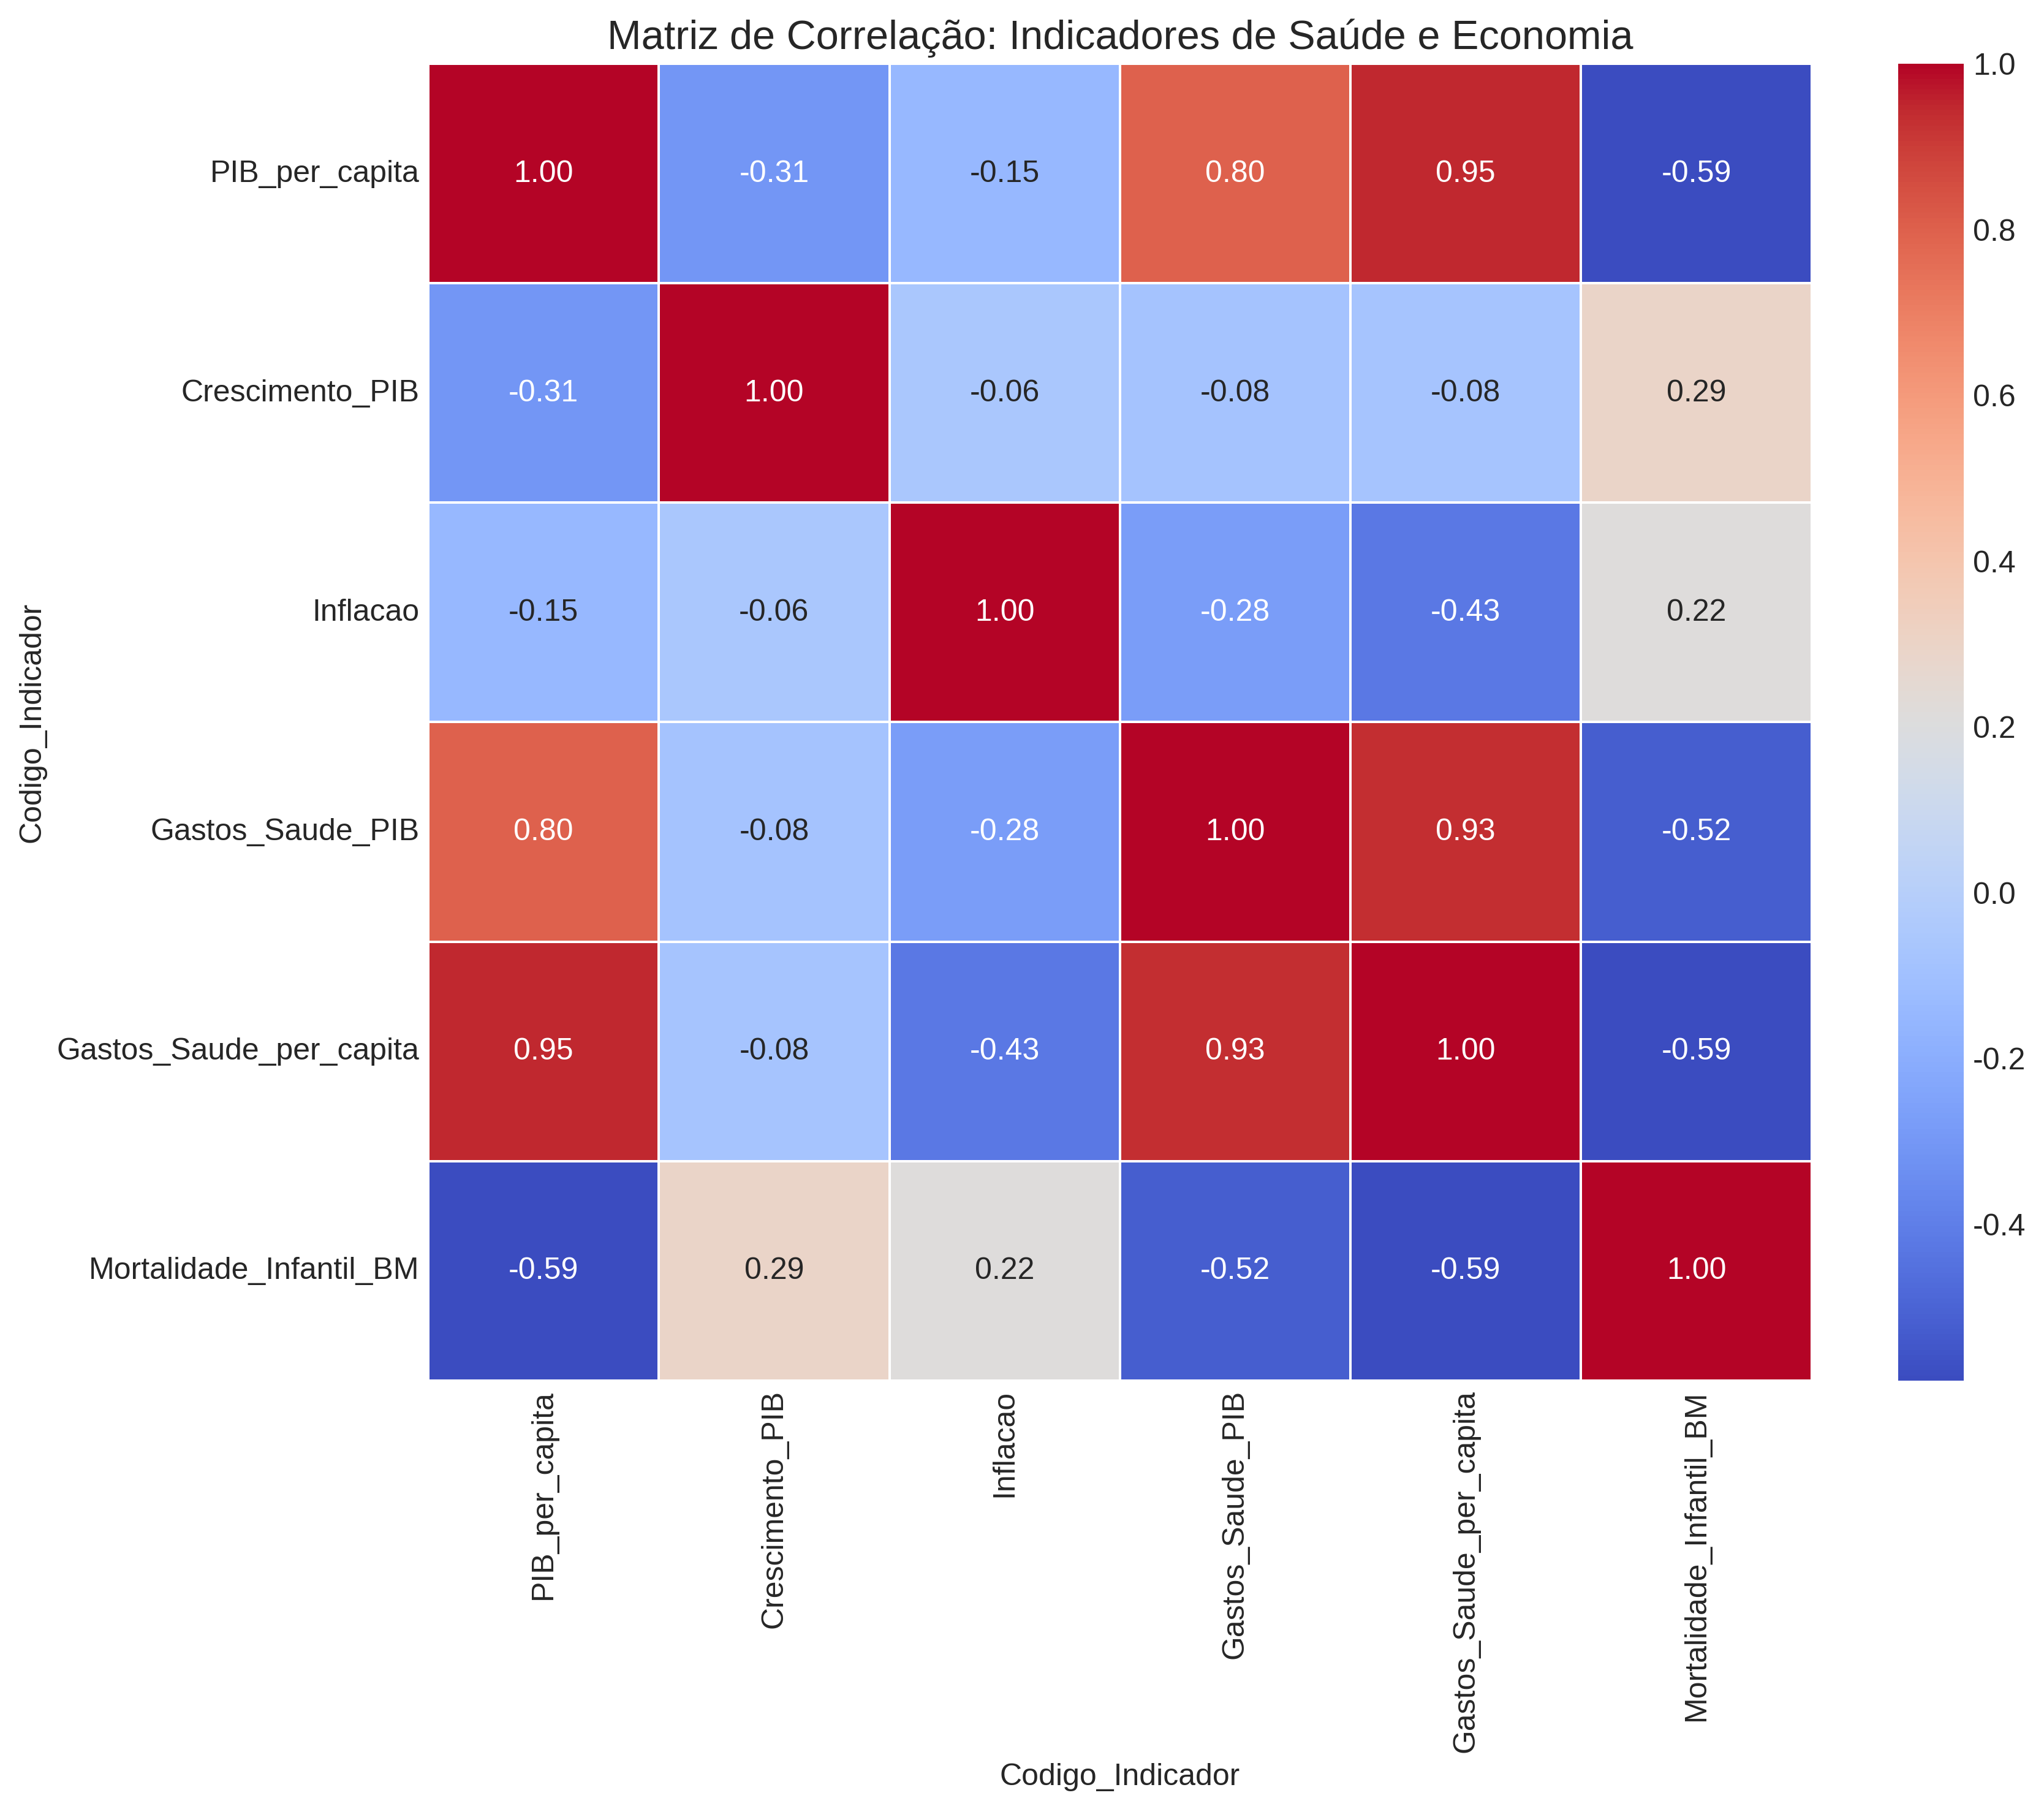 Matriz de Correlação: Indicadores de Saúde e Economia
Codigo_Indicador
PIB_per_capita 1.00 -0.31 -0.15 0.80 0.95 -0.59
Crescimento_PIB -0.31 1.00 -0.06 -0.08 -0.08 0.29
Inflacao -0.15 -0.06 1.00 -0.28 -0.43 0.22
Gastos_Saude_PIB 0.80 -0.08 -0.28 1.00 0.93 -0.52
Gastos_Saude_per_capita 0.95 -0.08 -0.43 0.93 1.00 -0.59
Mortalidade_Infantil_BM -0.59 0.29 0.22 -0.52 -0.59 1.00
PIB_per_capita
Crescimento_PIB
Inflacao
Gastos_Saude_PIB
Gastos_Saude_per_capita
Mortalidade_Infantil_BM
Codigo_Indicador
1.0
0.8
0.6
0.4
0.2
0.0
-0.2
-0.4